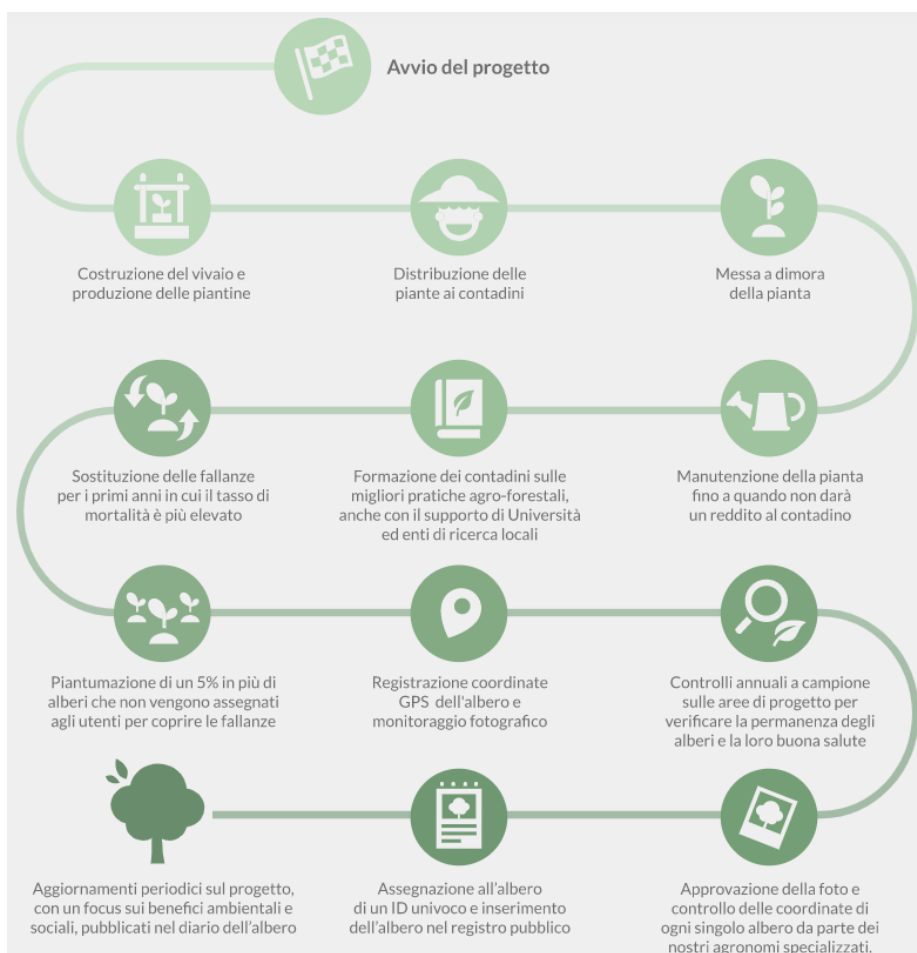 Avvio del progetto
Costruzione del vivaio e
produzione delle piantine
Distribuzione delle
piante ai contadini
Messa a dimora
della pianta
Sostituzione delle fallanze
per i primi anni in cui il tasso di
mortalità è più elevato
Formazione dei contadini sulle
migliori pratiche agro-forestali,
anche con il supporto di Università
ed enti di ricerca locali
Manutenzione della pianta
fino a quando non darà
un reddito al contadino
Piantumazione di un 5% in più di
alberi che non vengono assegnati
agli utenti per coprire le fallanze
Registrazione coordinate
GPS dell'albero e
monitoraggio fotografico
Controlli annuali a campione
sulle aree di progetto per
verificare la permanenza degli
alberi e la loro buona salute
Aggiornamenti periodici sul progetto,
con un focus sui benefici ambientali e
sociali, pubblicati nel diario dell'albero
Assegnazione all'albero
di un ID univoco e inserimento
dell'albero nel registro pubblico
Approvazione della foto e
controllo delle coordinate di
ogni singolo albero da parte dei
nostri agronomi specializzati.